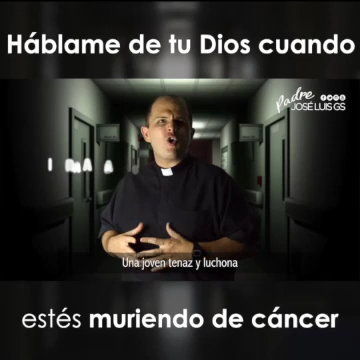 Háblame de tu Dios cuando
Padre
JOSÉ LUIS GS
Una joven tenaz y luchona
estés muriendo de cáncer